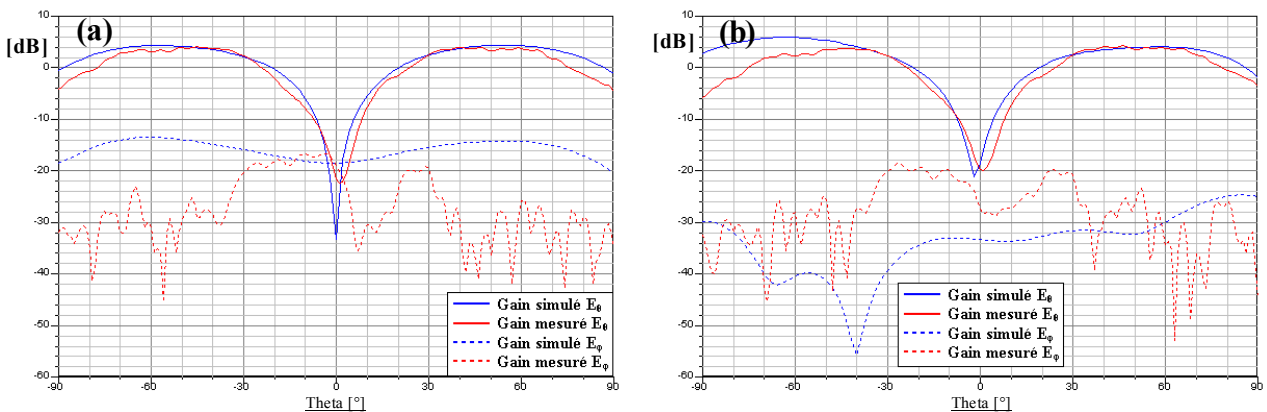 (a)
[dB]
10
0
-10
-20
-30
-40
-50
-60
-90
-60
-30
0
30
60
90
Theta [°]
Gain simulé Eθ
Gain mesuré Eθ
Gain simulé Eφ
Gain mesuré Eφ
(b)
[dB]
10
0
-10
-20
-30
-40
-50
-60
-90
-60
-30
0
30
60
90
Theta [°]
Gain simulé Eθ
Gain mesuré Eθ
Gain simulé Eφ
Gain mesuré Eφ